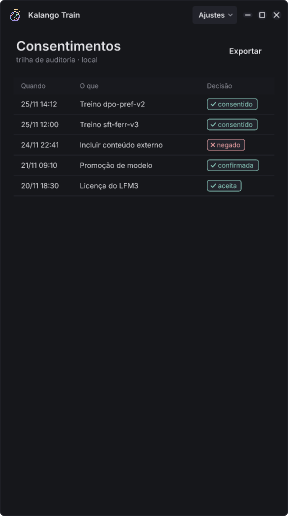 Kalango Train
Ajustes
Consentimentos
trilha de auditoria · local
Exportar
Quando O que Decisão
25/11 14:12 Treino dpo-pref-v2 consentido
25/11 12:00 Treino sft-ferr-v3 consentido
24/11 22:41 Incluir conteúdo externo negado
21/11 09:10 Promoção de modelo confirmada
20/11 18:30 Licença do LFM3 aceita